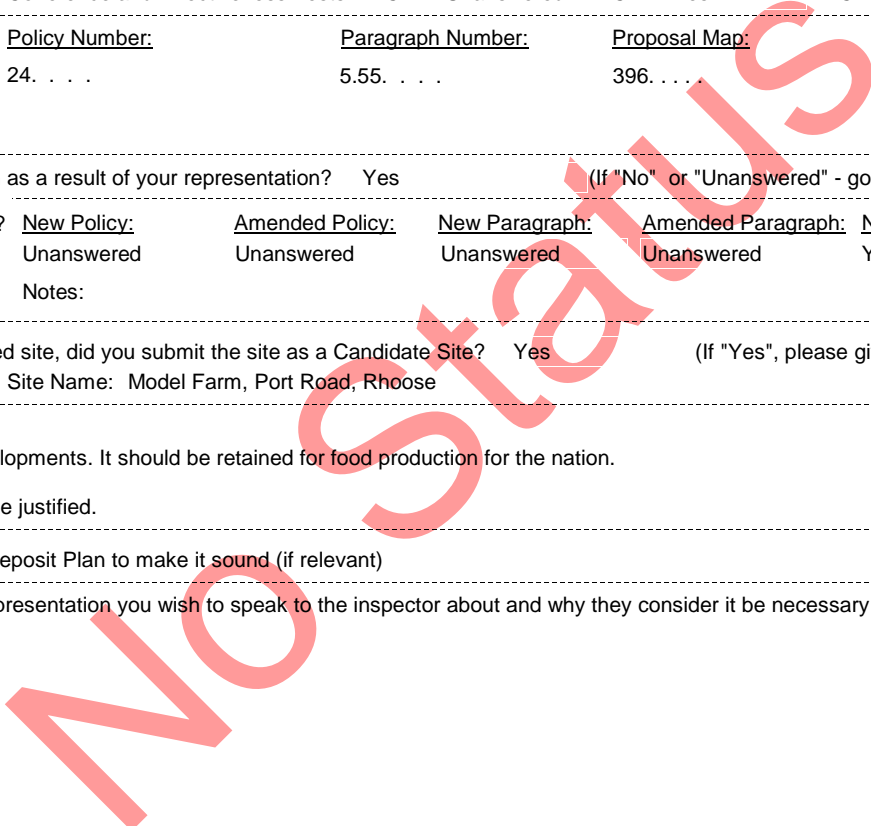 Policy Number: Paragraph Number: Proposal Map:
24. . . . 5.55. . . . 396. . . . .
as a result of your representation? Yes (If "No" or "Unanswered" - go
? New Policy: Amended Policy: New Paragraph: Amended Paragraph: N
Unanswered Unanswered Unanswered Unanswered Y
Notes:
ed site, did you submit the site as a Candidate Site? Yes (If "Yes", please gi
Site Name: Model Farm, Port Road, Rhoose
lopments. It should be retained for food production for the nation.
e justified.
eposit Plan to make it sound (if relevant)
presentation you wish to speak to the inspector about and why they consider it be necessary
No Status